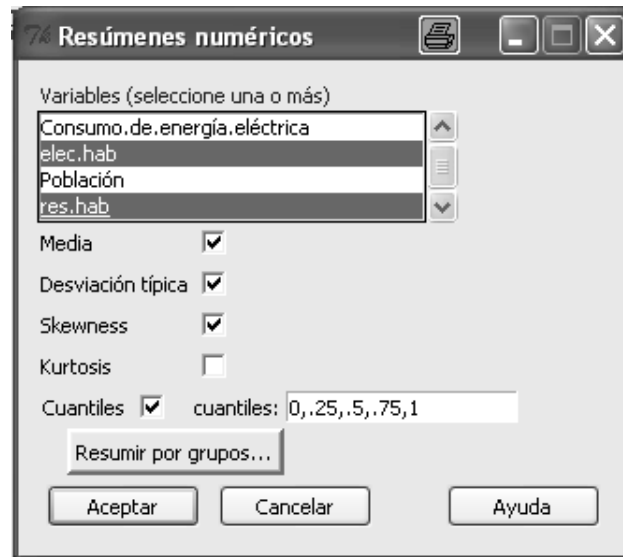 Resúmenes numéricos
Variables (seleccione una o más)
Consumo.de.energía.eléctrica
elec.hab
Población
res.hab
Media
Desviación típica
Skewness
Kurtosis
Cuantiles cuantiles: 0,.25,.5,.75,1
Resumir por grupos...
Aceptar Cancelar Ayuda